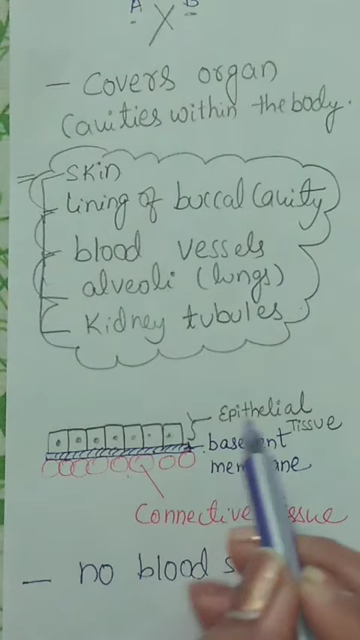 A B
- Covers organ
Cavities within the body.
- Skin
- lining of buccal Cavity
- blood vessels
alveoli (lungs)
- Kidney tubules
Epithelial
Tissue
basement
membrane
Connective Tissue
- no blood